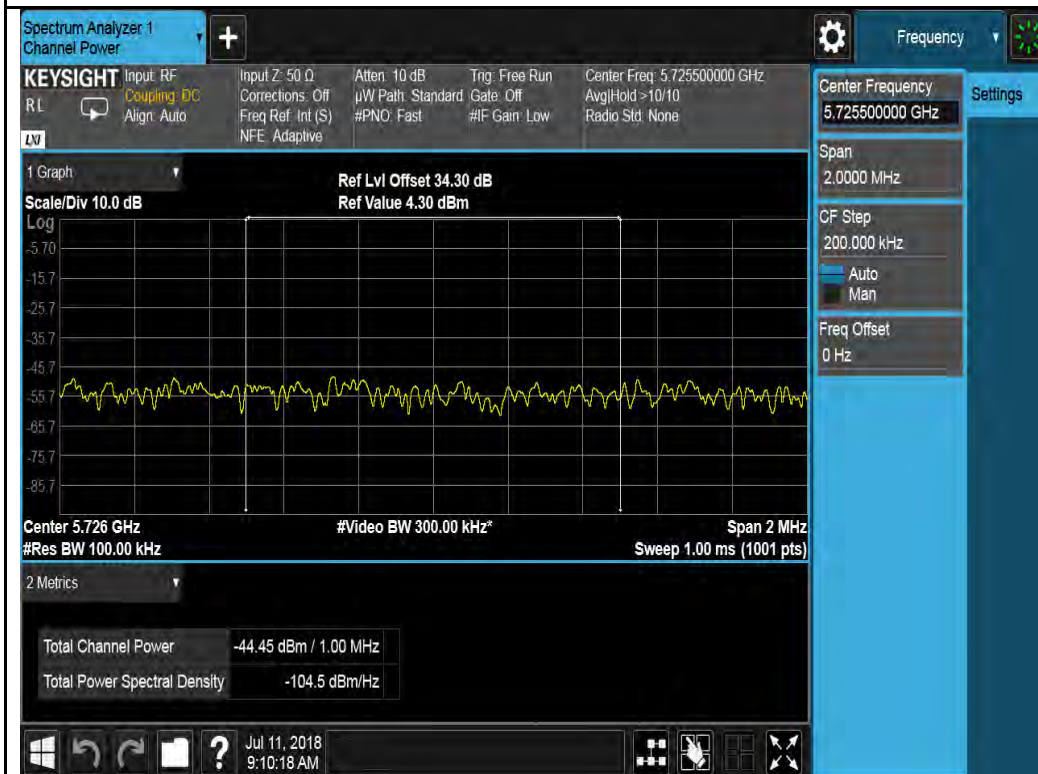 Spectrum Analyzer 1
Channel Power
+
Frequency
KEYSIGHT
RL
LXI
Input: RF
Coupling: DC
Align: Auto
Input Z: 50 Ω
Corrections: Off
Freq Ref: Int (S)
NFE: Adaptive
Atten: 10 dB
µW Path: Standard
#PNO: Fast
Trig: Free Run
Gate: Off
#IF Gain: Low
Center Freq: 5.725500000 GHz
Avg|Hold >10/10
Radio Std: None
Center Frequency
5.725500000 GHz
Settings
Span
2.0000 MHz
CF Step
200.000 kHz
Auto
Man
Freq Offset
0 Hz
1 Graph
Scale/Div 10.0 dB
Ref Lvl Offset 34.30 dB
Ref Value 4.30 dBm
Log
-5.70
-15.7
-25.7
-35.7
-45.7
-55.7
-65.7
-75.7
-85.7
Center 5.726 GHz
#Video BW 300.00 kHz*
Span 2 MHz
#Res BW 100.00 kHz
Sweep 1.00 ms (1001 pts)
2 Metrics
Total Channel Power -44.45 dBm / 1.00 MHz
Total Power Spectral Density -104.5 dBm/Hz
?
Jul 11, 2018
9:10:18 AM